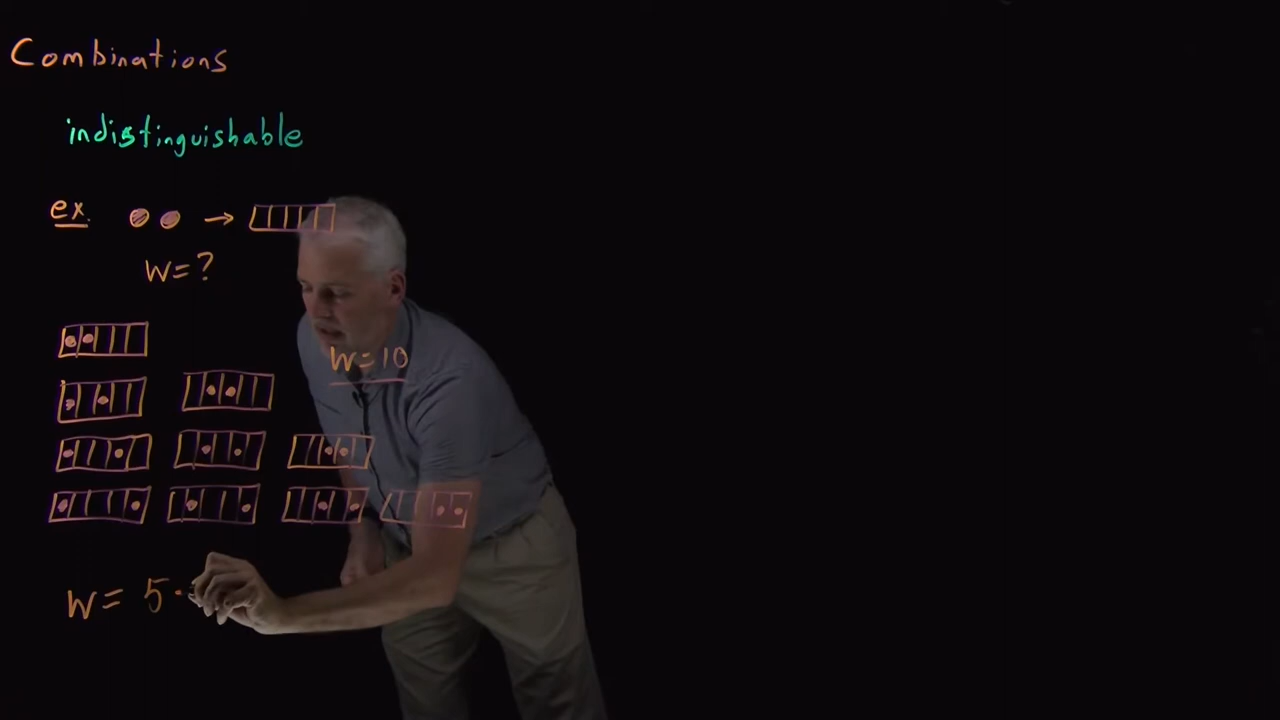 Combinations
indistinguishable
ex. →
W=?
W=10
W= 5 ·